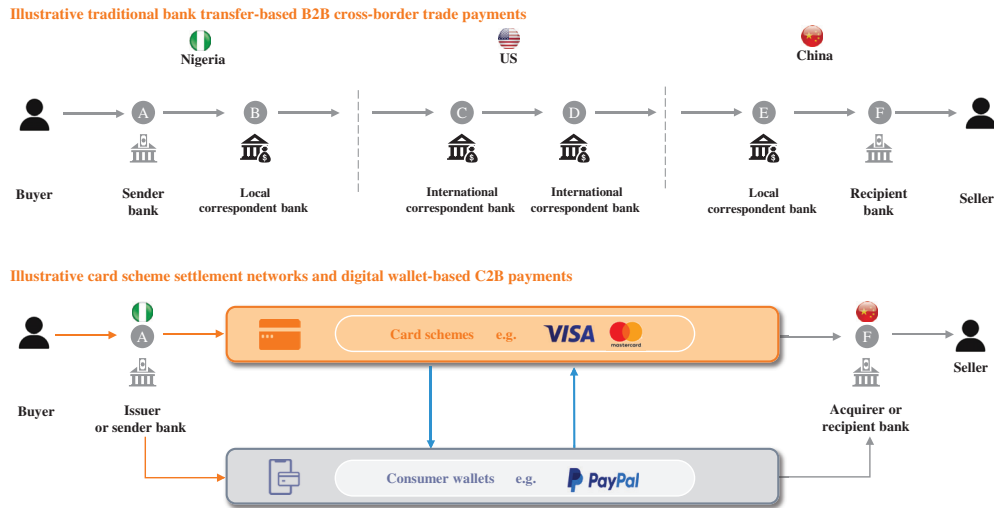 Illustrative traditional bank transfer-based B2B cross-border trade payments
Nigeria
US
China
A
B
C
D
E
F
Buyer
Sender
bank
Local
correspondent bank
International
correspondent bank
International
correspondent bank
Local
correspondent bank
Recipient
bank
Seller
Illustrative card scheme settlement networks and digital wallet-based C2B payments
A
Card schemes e.g. VISA mastercard
F
Buyer
Issuer
or sender bank
Acquirer or
recipient bank
Seller
Consumer wallets e.g. PayPal